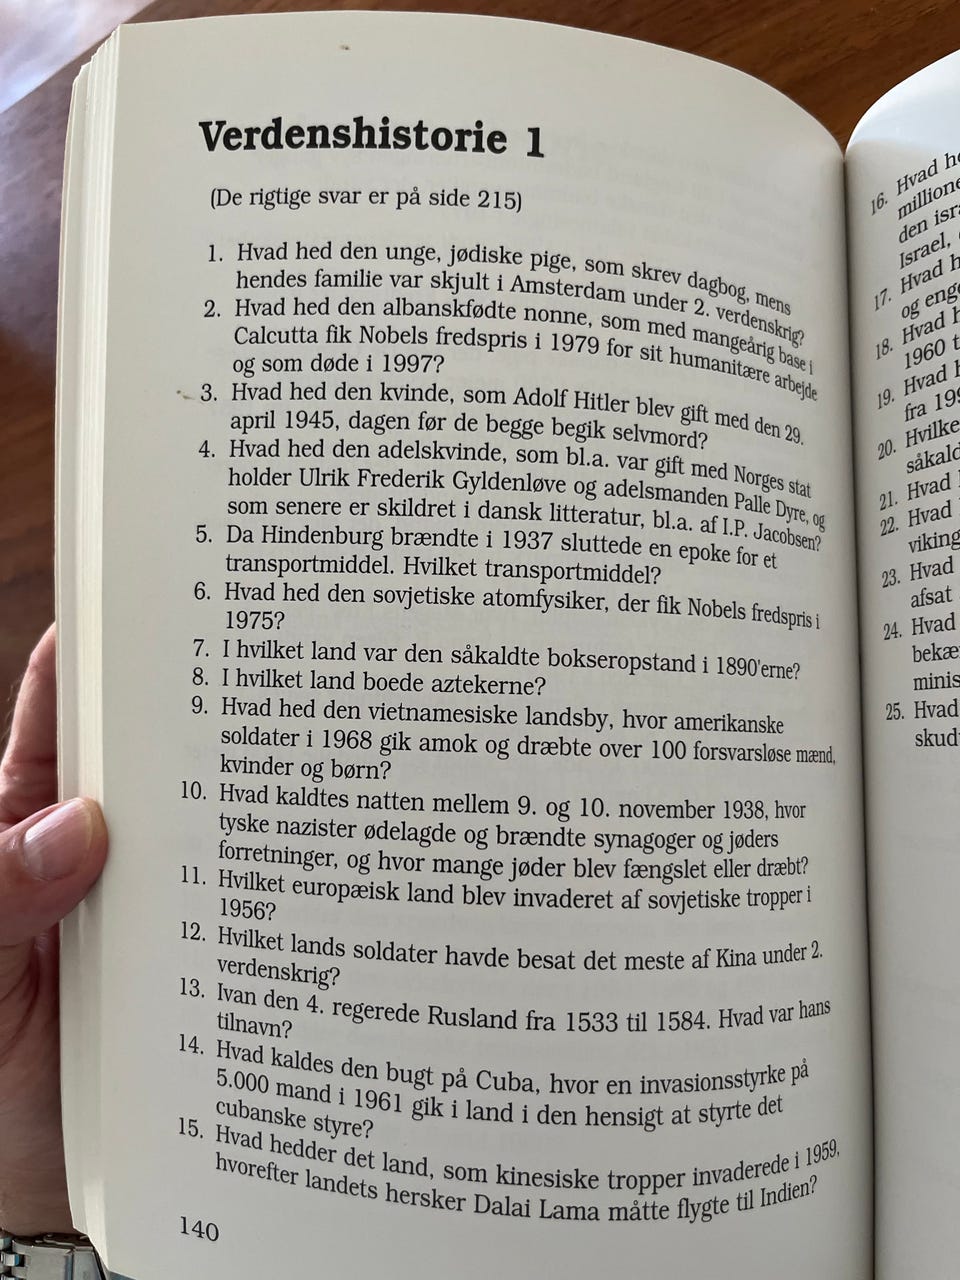 Verdenshistorie 1
(De rigtige svar er på side 215)
1. Hvad hed den unge, jødiske pige, som skrev dagbog, mens
hendes familie var skjult i Amsterdam under 2. verdenskrig?
2. Hvad hed den albanskfødte nonne, som med mangeårig base i
Calcutta fik Nobels fredspris i 1979 for sit humanitære arbejde
og som døde i 1997?
3. Hvad hed den kvinde, som Adolf Hitler blev gift med den 29.
april 1945, dagen før de begge begik selvmord?
4. Hvad hed den adelskvinde, som bl.a. var gift med Norges stat
holder Ulrik Frederik Gyldenløve og adelsmanden Palle Dyre, og
som senere er skildret i dansk litteratur, bl.a. af I.P. Jacobsen?
5. Da Hindenburg brændte i 1937 sluttede en epoke for et
transportmiddel. Hvilket transportmiddel?
6. Hvad hed den sovjetiske atomfysiker, der fik Nobels fredspris i
1975?
7. I hvilket land var den såkaldte bokseropstand i 1890'erne?
8. I hvilket land boede aztekerne?
9. Hvad hed den vietnamesiske landsby, hvor amerikanske
soldater i 1968 gik amok og dræbte over 100 forsvarsløse mænd,
kvinder og børn?
10. Hvad kaldtes natten mellem 9. og 10. november 1938, hvor
tyske nazister ødelagde og brændte synagoger og jøders
forretninger, og hvor mange jøder blev fængslet eller dræbt?
11. Hvilket europæisk land blev invaderet af sovjetiske tropper i
1956?
12. Hvilket lands soldater havde besat det meste af Kina under 2.
verdenskrig?
13. Ivan den 4. regerede Rusland fra 1533 til 1584. Hvad var hans
tilnavn?
14. Hvad kaldes den bugt på Cuba, hvor en invasionsstyrke på
5.000 mand i 1961 gik i land i den hensigt at styrte det
cubanske styre?
15. Hvad hedder det land, som kinesiske tropper invaderede i 1959,
hvorefter landets hersker Dalai Lama måtte flygte til Indien?
140
16. Hvad
den
Israel,
17. Hvad
og
18. Hvad
1960
19. Hvad
fra
20.
21. Hvad
22. Hvad
23. Hvad
afsat
24. Hvad
25. Hvad